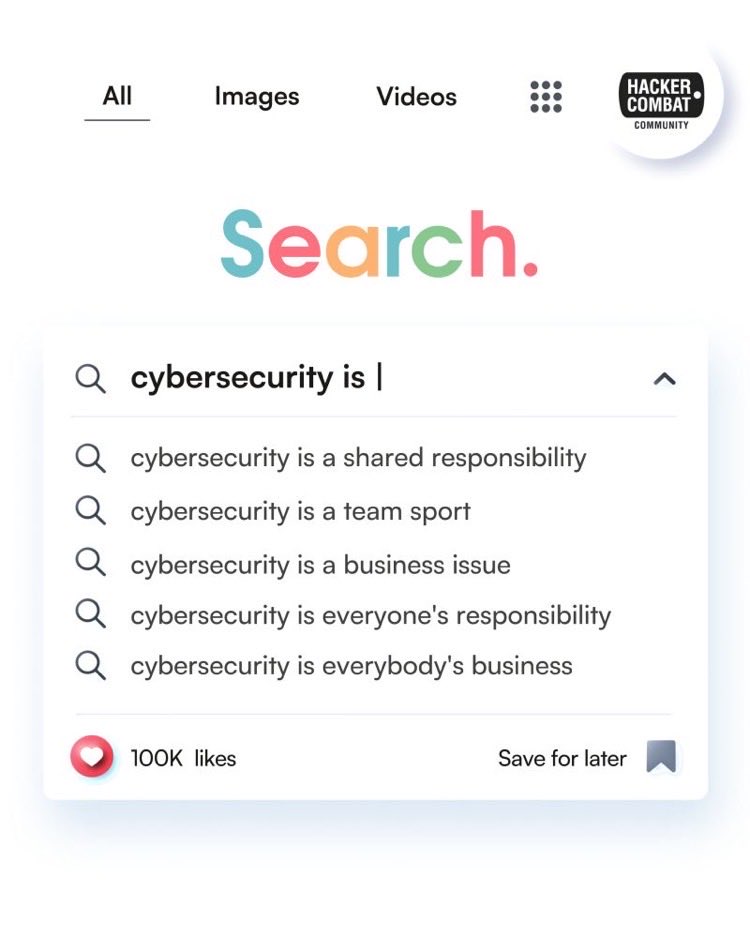 All Images Videos
HACKER
COMBAT
COMMUNITY
Search.
cybersecurity is |
cybersecurity is a shared responsibility
cybersecurity is a team sport
cybersecurity is a business issue
cybersecurity is everyone's responsibility
cybersecurity is everybody's business
100K likes Save for later